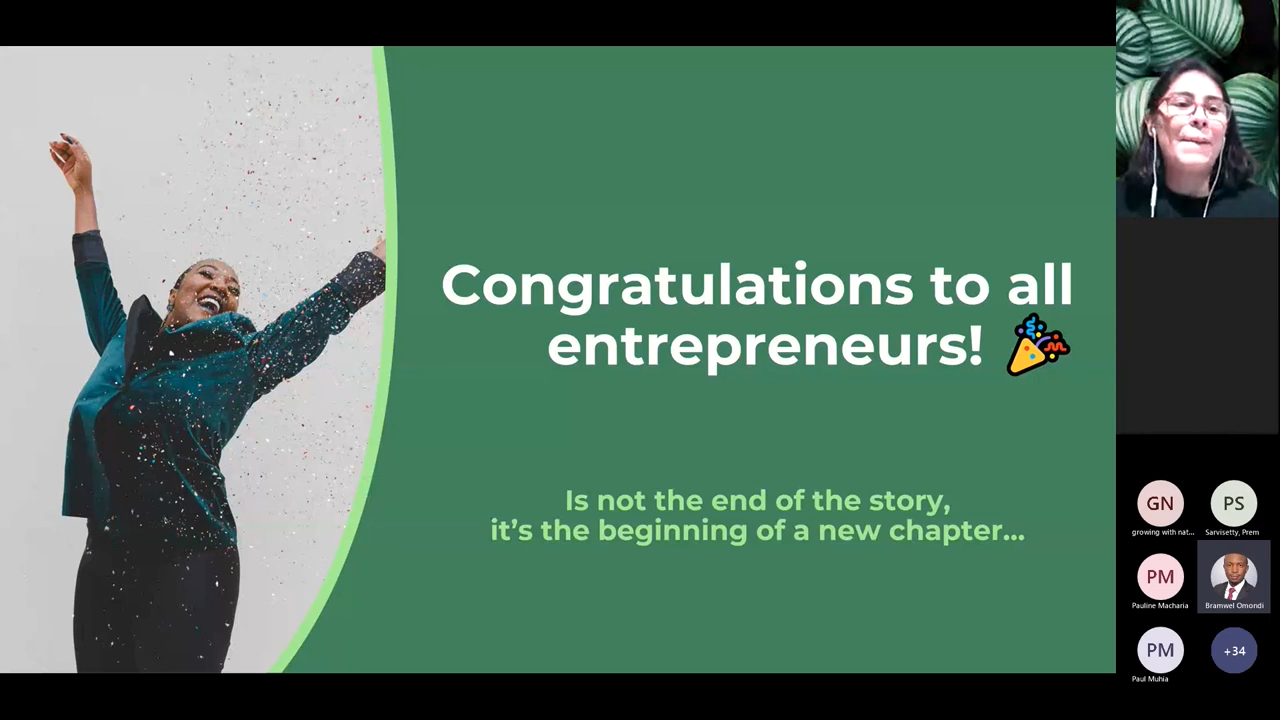 Congratulations to all
entrepreneurs!
Is not the end of the story,
it's the beginning of a new chapter...
GN
PS
growing with nat...
Sarvisetty, Prem
PM
Pauline Macharia
Bramwel Omondi
PM
+34
Paul Muhia